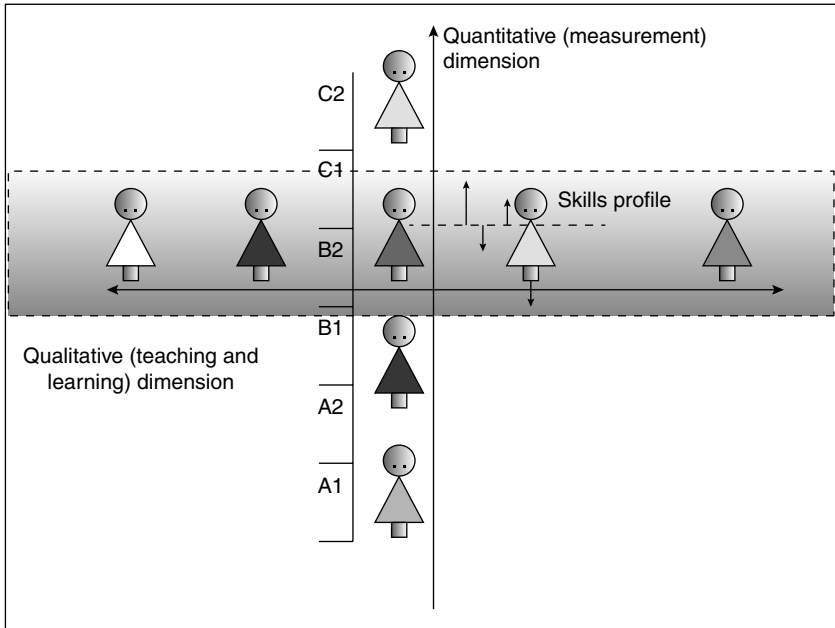 Quantitative (measurement)
dimension
C2
C1
Skills profile
B2
B1
Qualitative (teaching and
learning) dimension
A2
A1